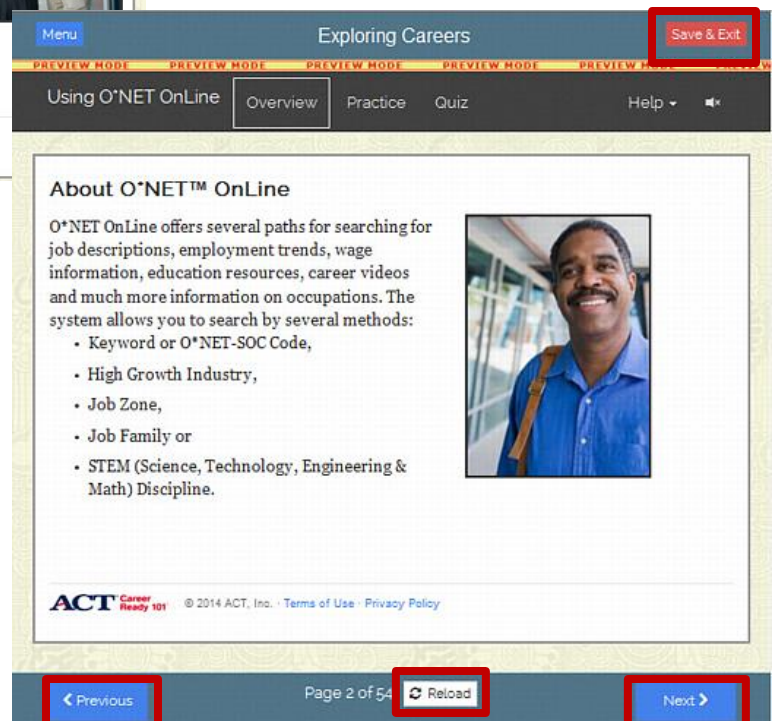 Menu Exploring Careers Save & Exit
PREVIEW MODE PREVIEW MODE PREVIEW MODE PREVIEW MODE PREVIEW MODE PREVIEW
Using O*NET OnLine Overview Practice Quiz Help
About O*NET™ OnLine
O*NET OnLine offers several paths for searching for
job descriptions, employment trends, wage
information, education resources, career videos
and much more information on occupations. The
system allows you to search by several methods:
• Keyword or O*NET-SOC Code,
• High Growth Industry,
• Job Zone,
• Job Family or
• STEM (Science, Technology, Engineering &
Math) Discipline.
ACT Career Ready 101 © 2014 ACT, Inc. · Terms of Use · Privacy Policy
Previous Page 2 of 54 Reload Next